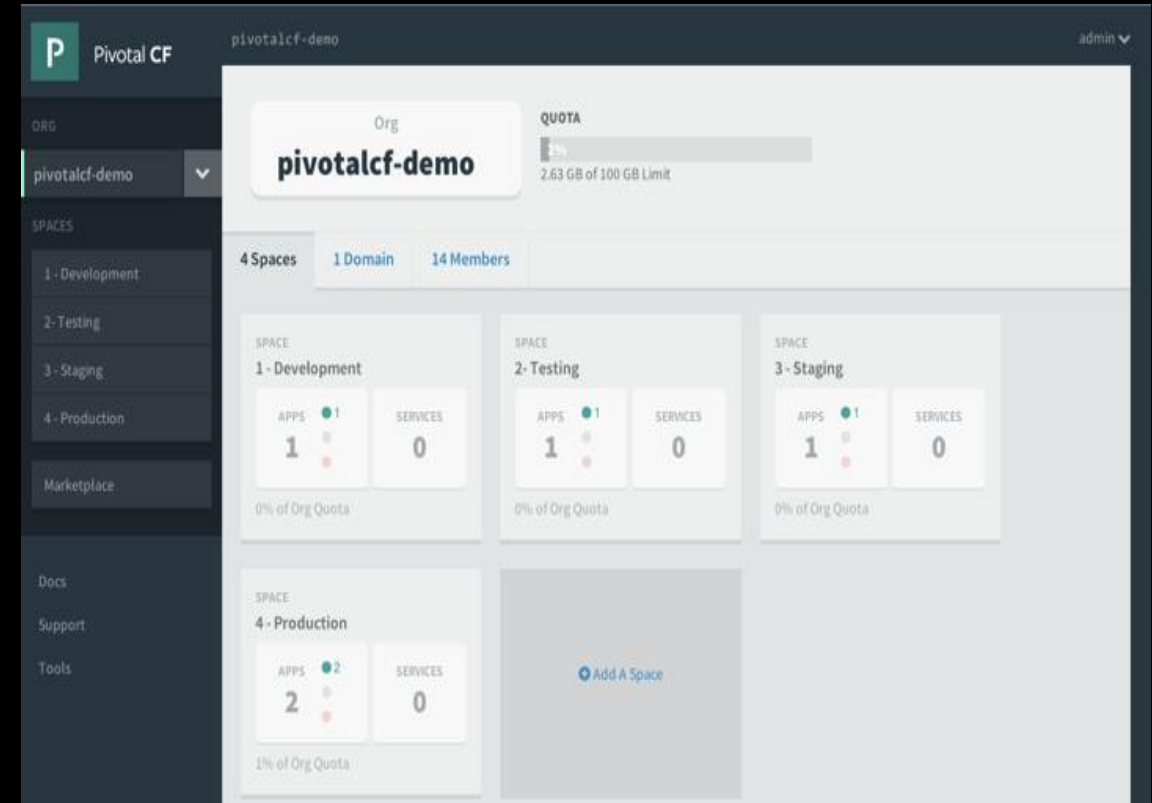 P
Pivotal CF
pivotalcf-demo
admin
ORG
pivotalcf-demo
SPACES
1 - Development
2- Testing
3 - Staging
4 - Production
Marketplace
Docs
Support
Tools
Org
pivotalcf-demo
QUOTA
2%
2.63 GB of 100 GB Limit
4 Spaces
1 Domain
14 Members
SPACE
1 - Development
APPS
1
1
SERVICES
0
0% of Org Quota
SPACE
2- Testing
APPS
1
1
SERVICES
0
0% of Org Quota
SPACE
3 - Staging
APPS
1
1
SERVICES
0
0% of Org Quota
SPACE
4 - Production
APPS
2
2
SERVICES
0
1% of Org Quota
Add A Space